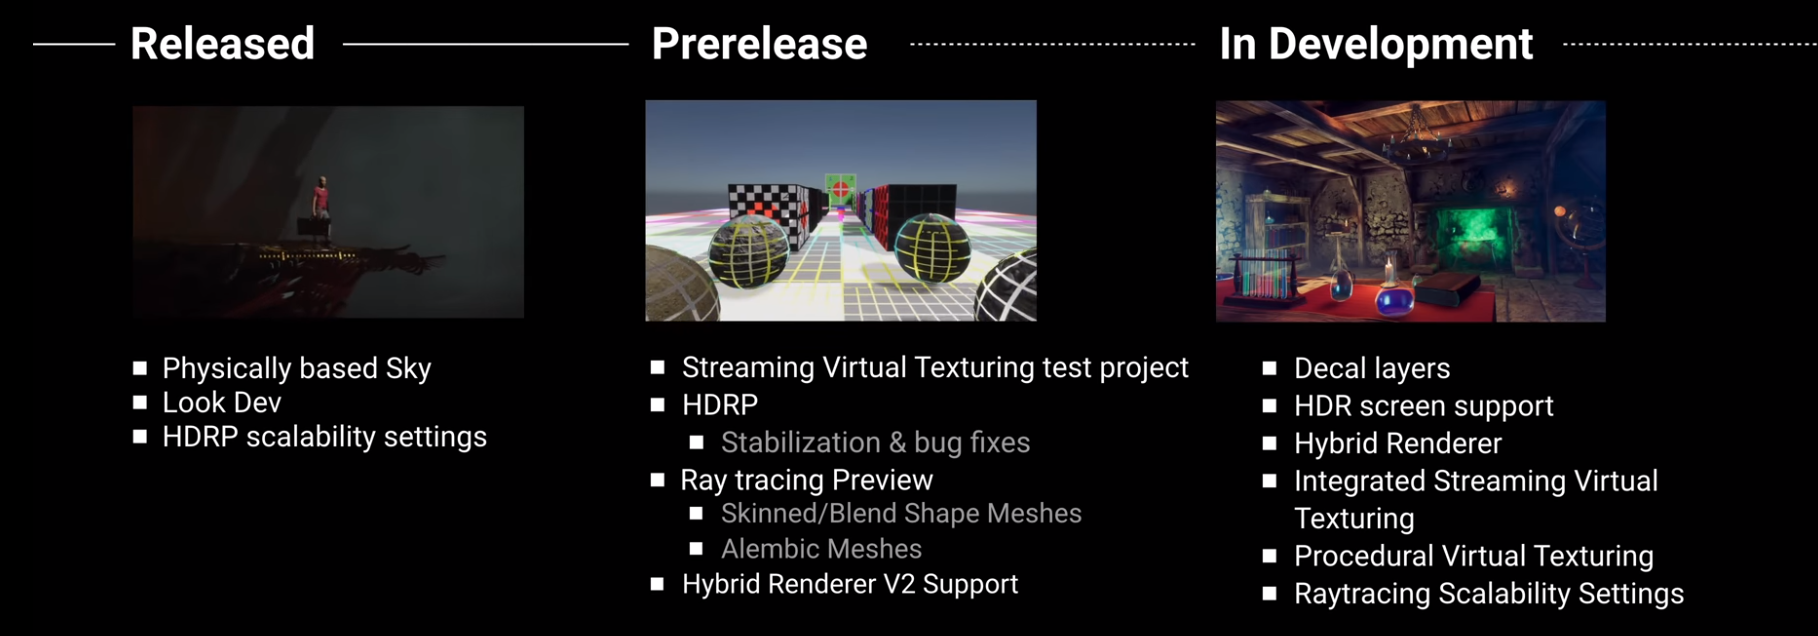 Released
Physically based Sky
Look Dev
HDRP scalability settings
Prerelease
Streaming Virtual Texturing test project
HDRP
Stabilization & bug fixes
Ray tracing Preview
Skinned/Blend Shape Meshes
Alembic Meshes
Hybrid Renderer V2 Support
In Development
Decal layers
HDR screen support
Hybrid Renderer
Integrated Streaming Virtual
Texturing
Procedural Virtual Texturing
Raytracing Scalability Settings